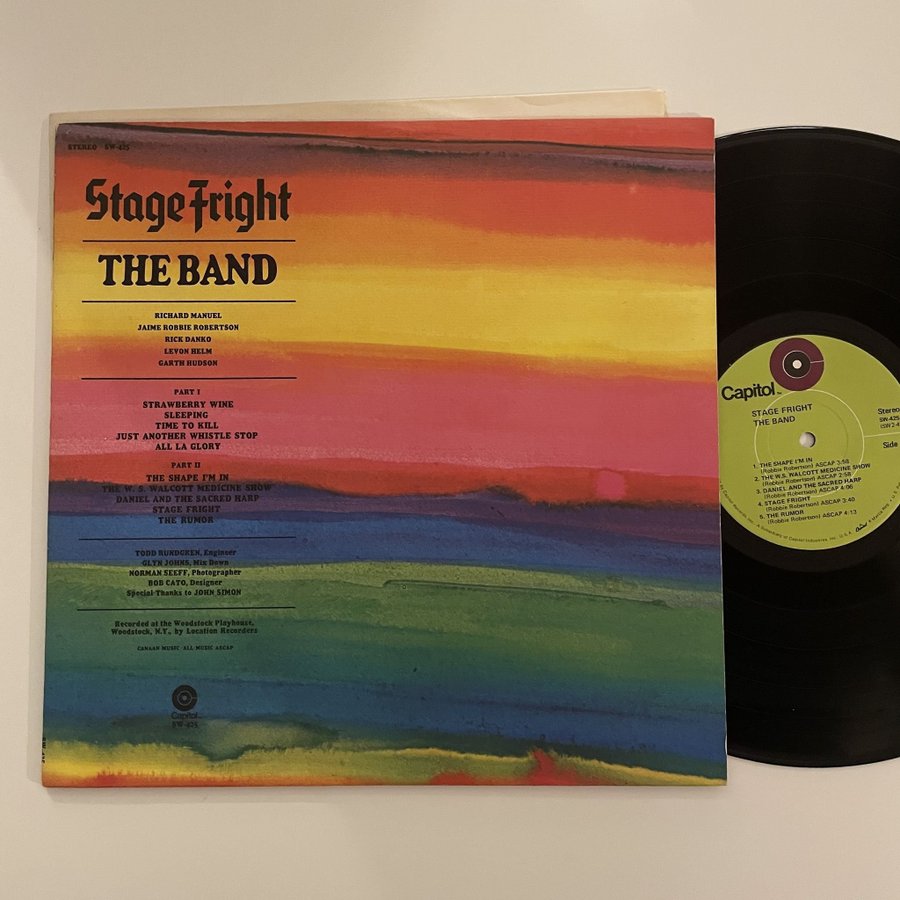 STEREO SW-425
Stage Fright
THE BAND
RICHARD MANUEL
JAIME ROBBIE ROBERTSON
RICK DANKO
LEVON HELM
GARTH HUDSON
PART I
STRAWBERRY WINE
SLEEPING
TIME TO KILL
JUST ANOTHER WHISTLE STOP
ALL LA GLORY
PART II
THE SHAPE I'M IN
THE W. S. WALCOTT MEDICINE SHOW
DANIEL AND THE SACRED HARP
STAGE FRIGHT
THE RUMOR
TODD RUNDGREN, Engineer
GLYN JOHNS, Mix Down
NORMAN SEEFF, Photographer
BOB CATO, Designer
Special Thanks to JOHN SIMON
Recorded at the Woodstock Playhouse,
Woodstock, N.Y., by Location Recorders
CANAAN MUSIC-ALL MUSIC ASCAP
Capitol
SW-425
Capitol
STAGE FRIGHT
THE BAND
Stereo
SW-425
Side
1. THE SHAPE I'M IN
(Robbie Robertson) ASCAP 3:58
2. THE W.S. WALCOTT MEDICINE SHOW
(Robbie Robertson) ASCAP 2:58
3. DANIEL AND THE SACRED HARP
(Robbie Robertson) ASCAP 4:06
4. STAGE FRIGHT
(Robbie Robertson) ASCAP 3:40
5. THE RUMOR
(Robbie Robertson) ASCAP 4:13